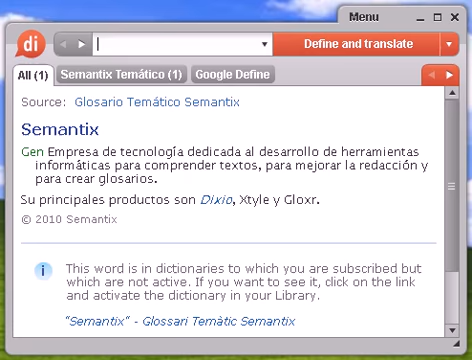 Menu
di
Define and translate
All (1) Semantix Temático (1) Google Define
Source: Glosario Temático Semantix
Semantix
Gen Empresa de tecnología dedicada al desarrollo de herramientas
informáticas para comprender textos, para mejorar la redacción y
para crear glosarios.
Su principales productos son Dixio, Xtyle y Gloxr.
© 2010 Semantix
i
This word is in dictionaries to which you are subscribed but
which are not active. If you want to see it, click on the link
and activate the dictionary in your Library.
"Semantix" - Glossari Temàtic Semantix